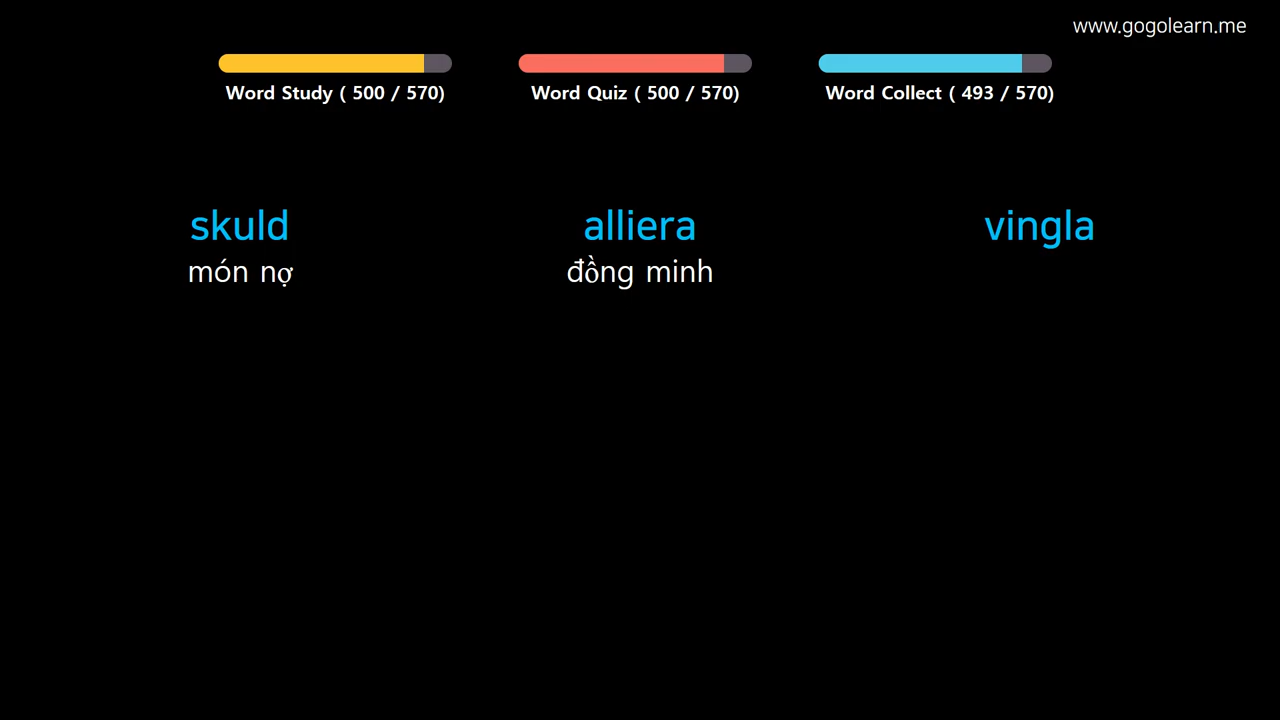 www.gogolearn.me
Word Study ( 500 / 570)
Word Quiz ( 500 / 570)
Word Collect ( 493 / 570)
skuld
món nợ
alliera
đồng minh
vingla